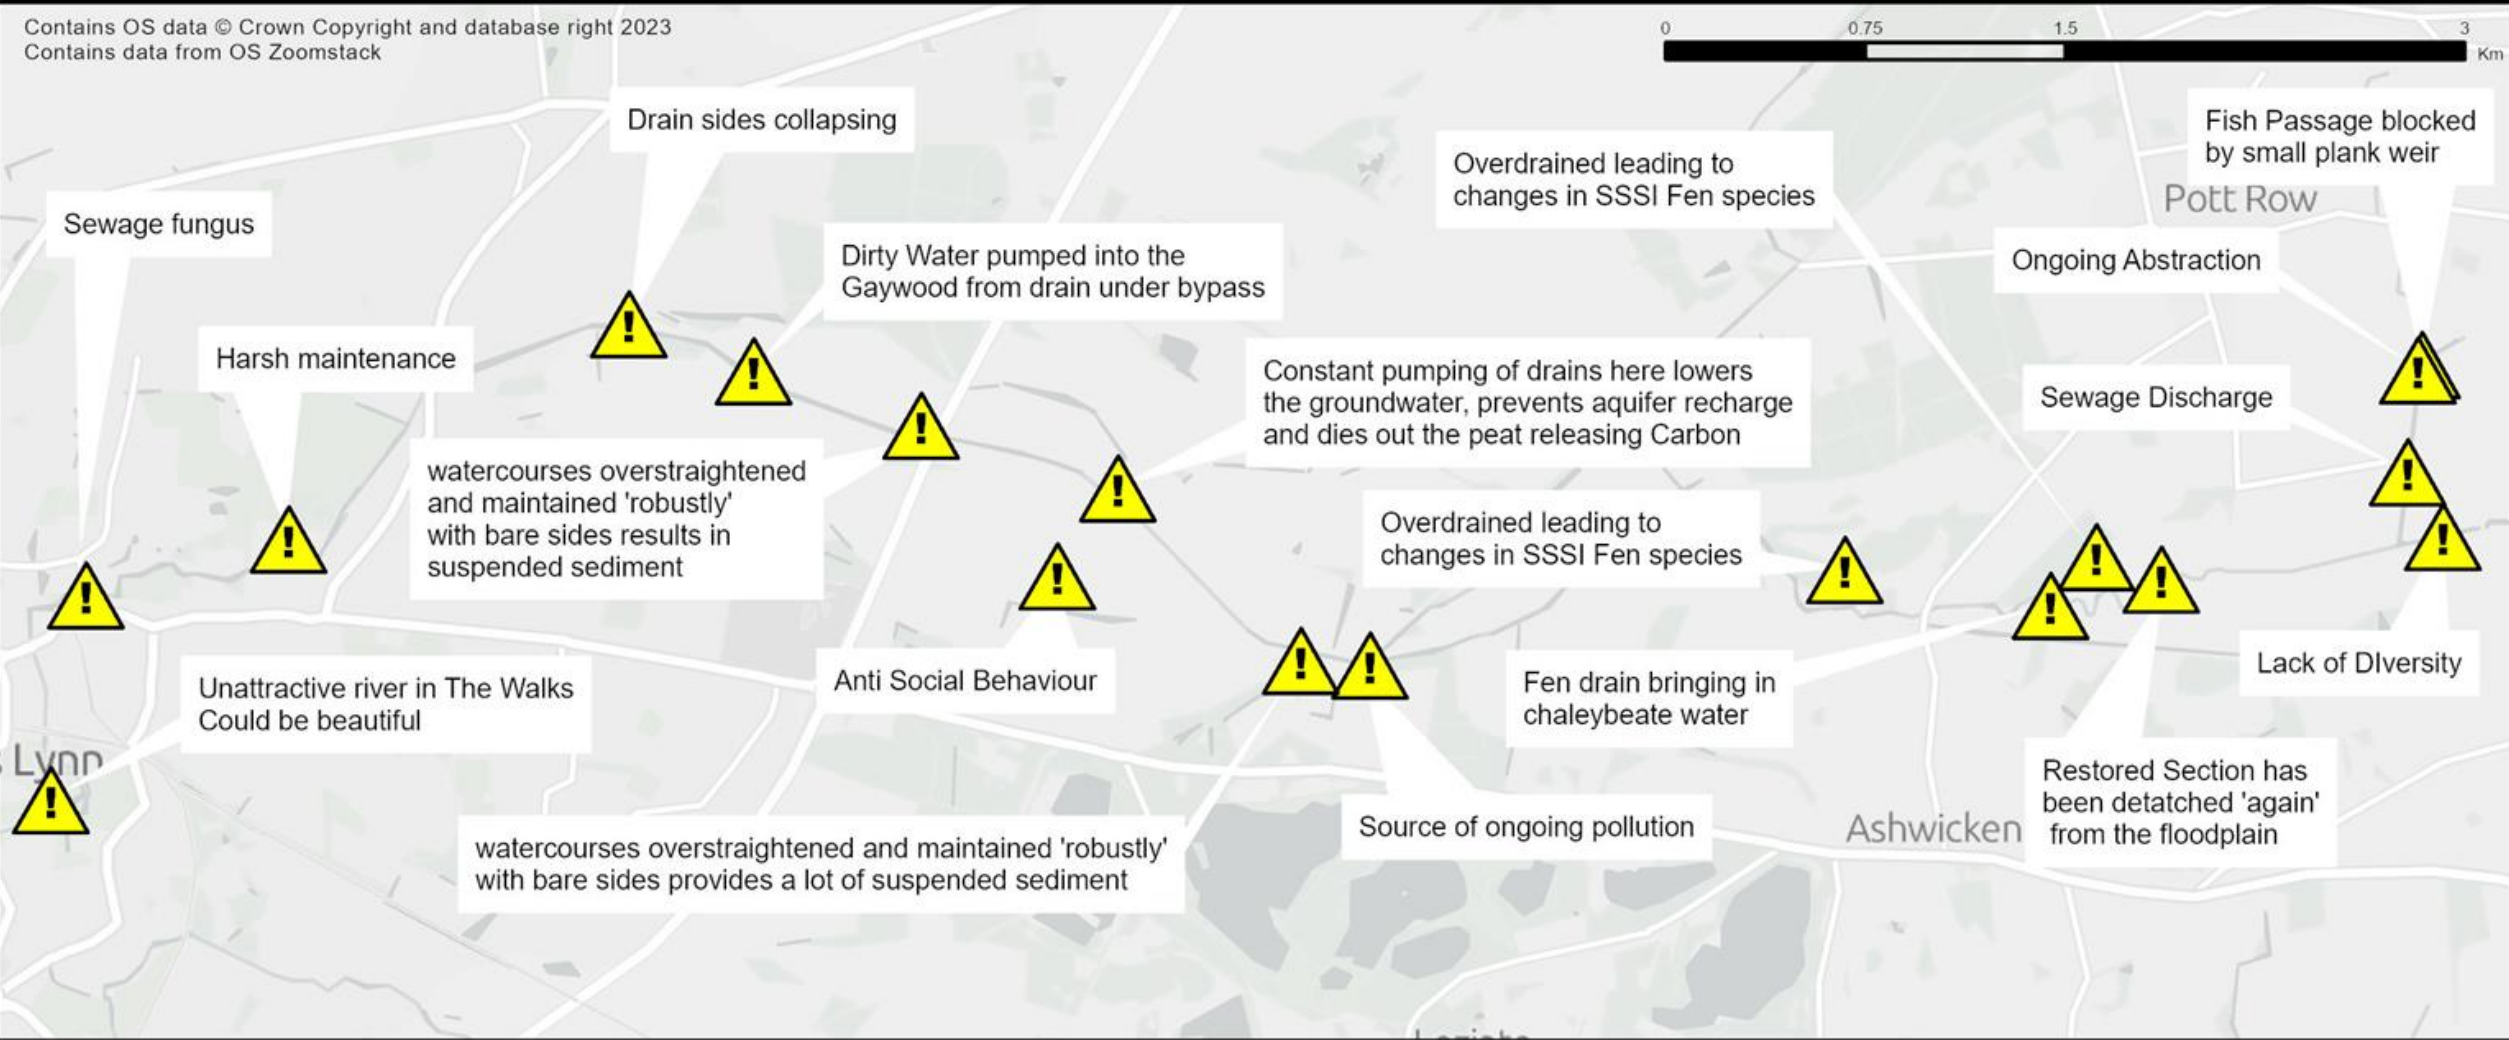 Contains OS data © Crown Copyright and database right 2023
Contains data from OS Zoomstack
0 0.75 1.5 3
Km
Drain sides collapsing
Fish Passage blocked
by small plank weir
Overdrained leading to
changes in SSSI Fen species
Pott Row
Sewage fungus
Dirty Water pumped into the
Gaywood from drain under bypass
Ongoing Abstraction
Harsh maintenance
Constant pumping of drains here lowers
the groundwater, prevents aquifer recharge
and dies out the peat releasing Carbon
Sewage Discharge
watercourses overstraightened
and maintained 'robustly'
with bare sides results in
suspended sediment
Overdrained leading to
changes in SSSI Fen species
Anti Social Behaviour
Lack of DIversity
Unattractive river in The Walks
Could be beautiful
Fen drain bringing in
chaleybeate water
Lynn
Restored Section has
been detatched 'again'
from the floodplain
Source of ongoing pollution
Ashwicken
watercourses overstraightened and maintained 'robustly'
with bare sides provides a lot of suspended sediment